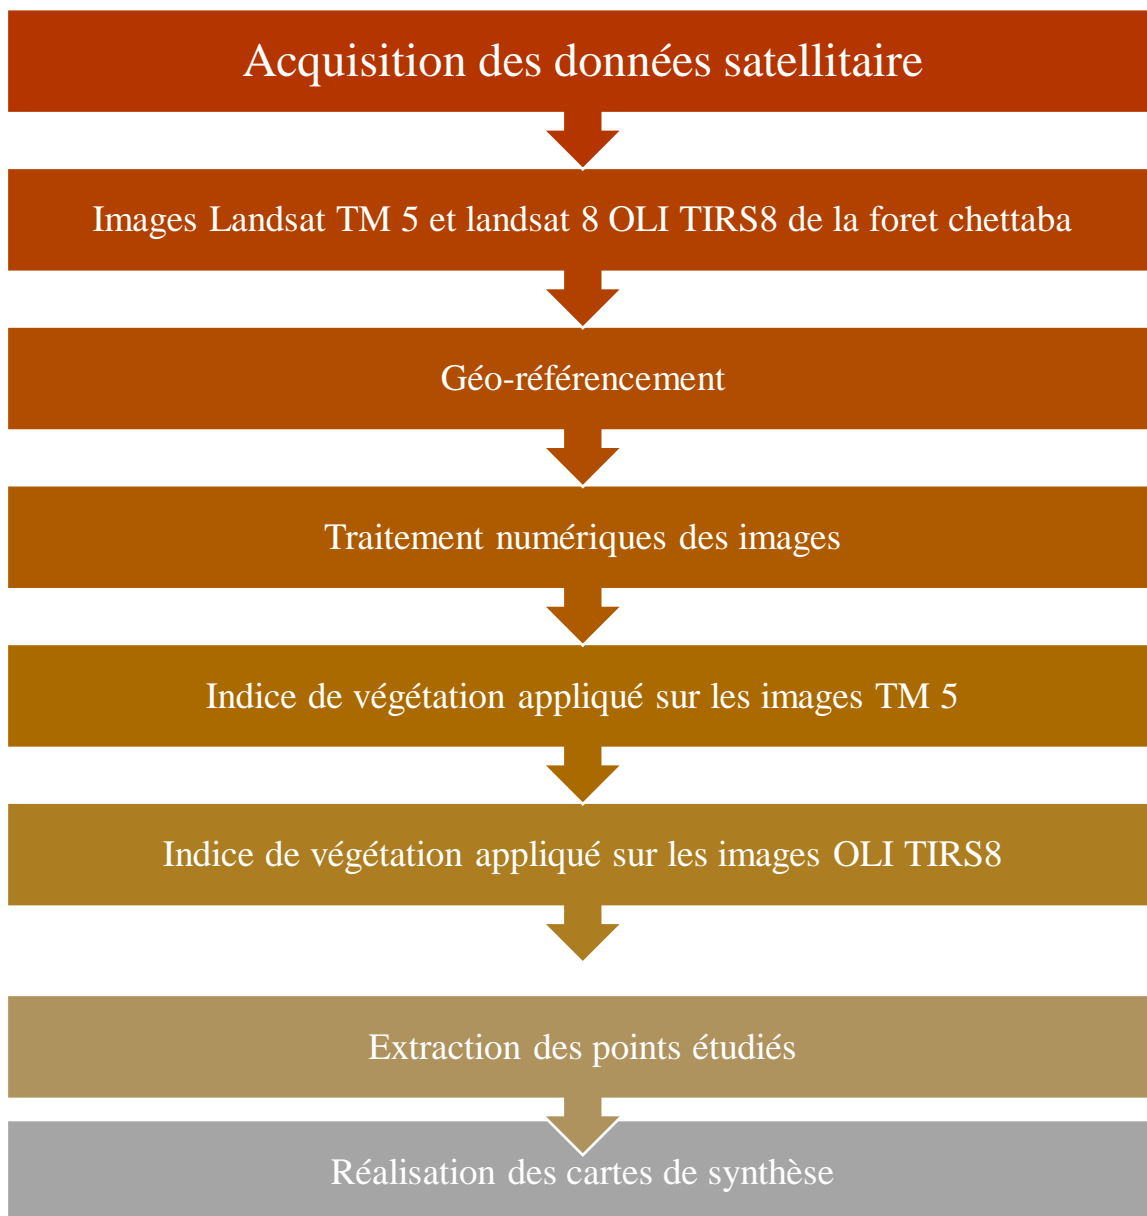 Acquisition des données satellitaire
Images Landsat TM 5 et landsat 8 OLI TIRS8 de la foret chettaba
Géo-référencement
Traitement numériques des images
Indice de végétation appliqué sur les images TM 5
Indice de végétation appliqué sur les images OLI TIRS8
Extraction des points étudiés
Réalisation des cartes de synthèse